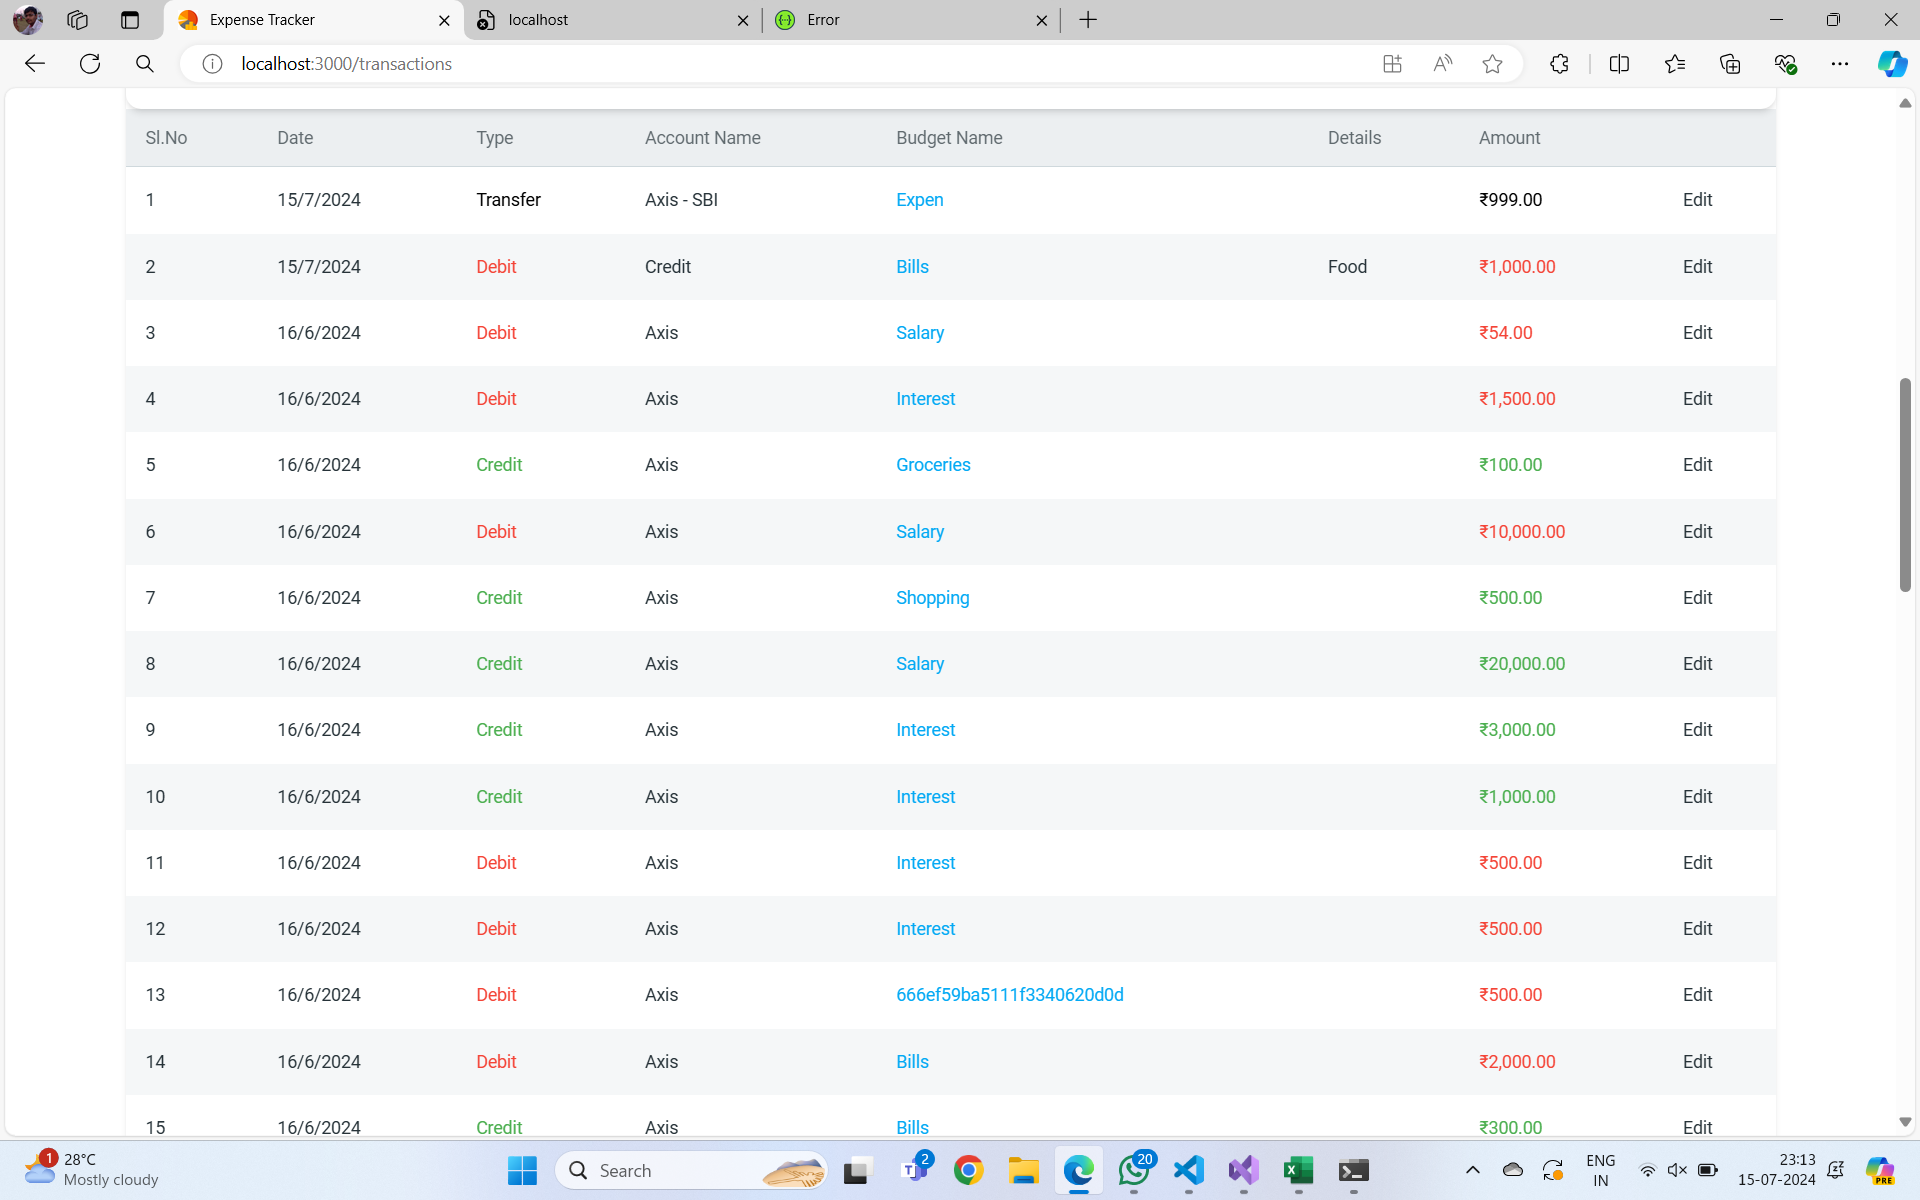 Expense Tracker
localhost
Error
localhost:3000/transactions
Sl.No Date Type Account Name Budget Name Details Amount
1 15/7/2024 Transfer Axis - SBI Expen ₹999.00 Edit
2 15/7/2024 Debit Credit Bills Food ₹1,000.00 Edit
3 16/6/2024 Debit Axis Salary ₹54.00 Edit
4 16/6/2024 Debit Axis Interest ₹1,500.00 Edit
5 16/6/2024 Credit Axis Groceries ₹100.00 Edit
6 16/6/2024 Debit Axis Salary ₹10,000.00 Edit
7 16/6/2024 Credit Axis Shopping ₹500.00 Edit
8 16/6/2024 Credit Axis Salary ₹20,000.00 Edit
9 16/6/2024 Credit Axis Interest ₹3,000.00 Edit
10 16/6/2024 Credit Axis Interest ₹1,000.00 Edit
11 16/6/2024 Debit Axis Interest ₹500.00 Edit
12 16/6/2024 Debit Axis Interest ₹500.00 Edit
13 16/6/2024 Debit Axis 666ef59ba5111f3340620d0d ₹500.00 Edit
14 16/6/2024 Debit Axis Bills ₹2,000.00 Edit
15 16/6/2024 Credit Axis Bills ₹300.00 Edit
1
28°C
Mostly cloudy
Search
2
20
ENG
IN
23:13
15-07-2024
PRE